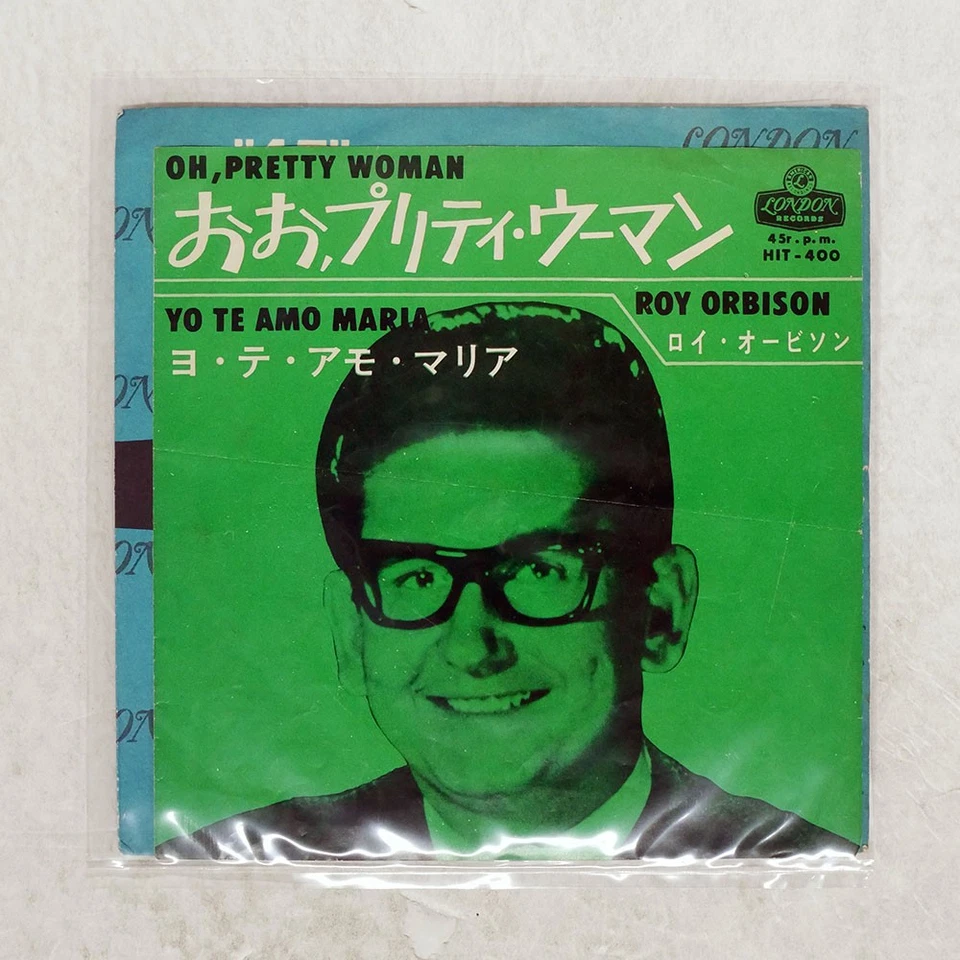 LONDON
OH, PRETTY WOMAN
おお,プリティ・ウーマン
LONDON
RECORDS
45r.p.m.
HIT-400
YO TE AMO MARIA
ヨ・テ・アモ・マリア
ROY ORBISON
ロイ・オービソン